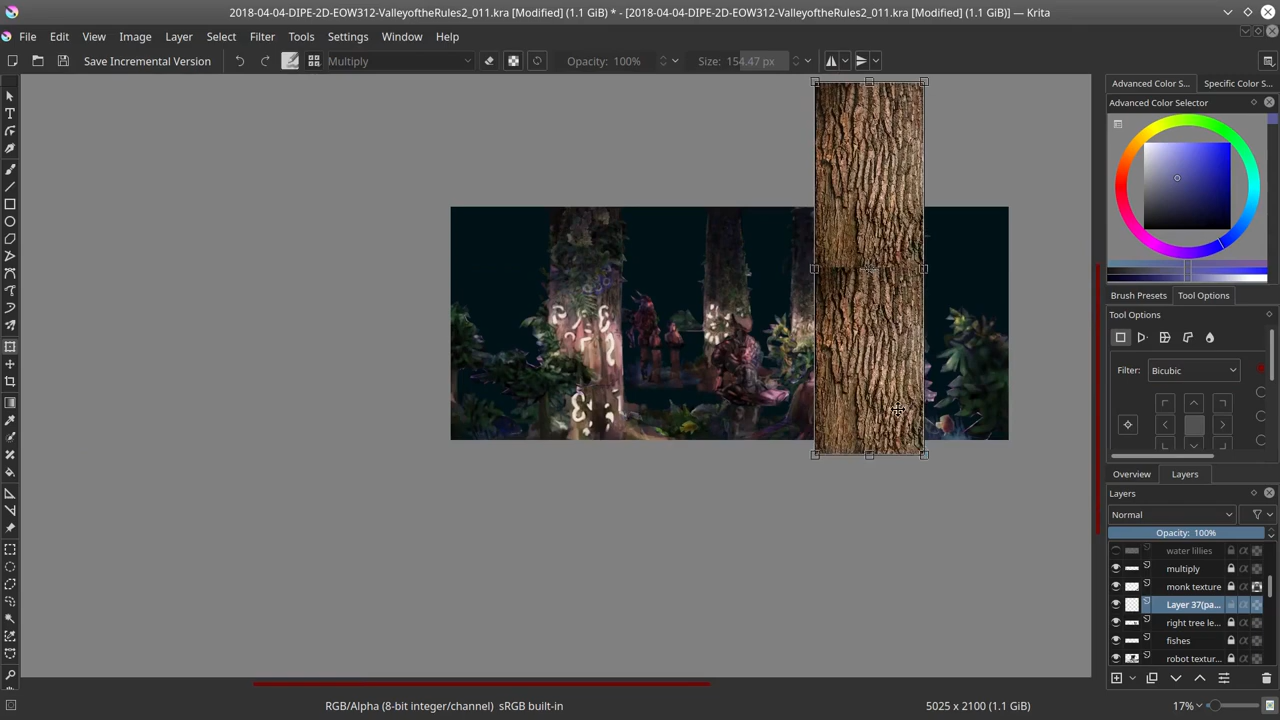 2018-04-04-DIPE-2D-EOW312-ValleyoftheRules2_011.kra [Modified] (1.1 GiB) * - [2018-04-04-DIPE-2D-EOW312-ValleyoftheRules2_011.kra [Modified] (1.1 GiB)] — Krita
File Edit View Image Layer Select Filter Tools Settings Window Help
Save Incremental Version Multiply Opacity: 100% Size: 154.47 px
Advanced Color S... Specific Color S...
Advanced Color Selector
Brush Presets Tool Options
Tool Options
Filter: Bicubic
Overview Layers
Layers
Normal
Opacity: 100%
water lillies
multiply
monk texture
Layer 37(pa...
right tree le...
fishes
robot textur...
RGB/Alpha (8-bit integer/channel) sRGB built-in 5025 x 2100 (1.1 GiB) 17%